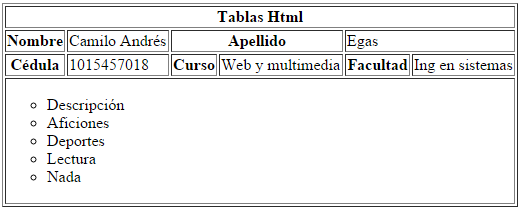 Tablas Html
Nombre Camilo Andrés Apellido Egas
Cédula 1015457018 Curso Web y multimedia Facultad Ing en sistemas
Descripción
Aficiones
Deportes
Lectura
Nada